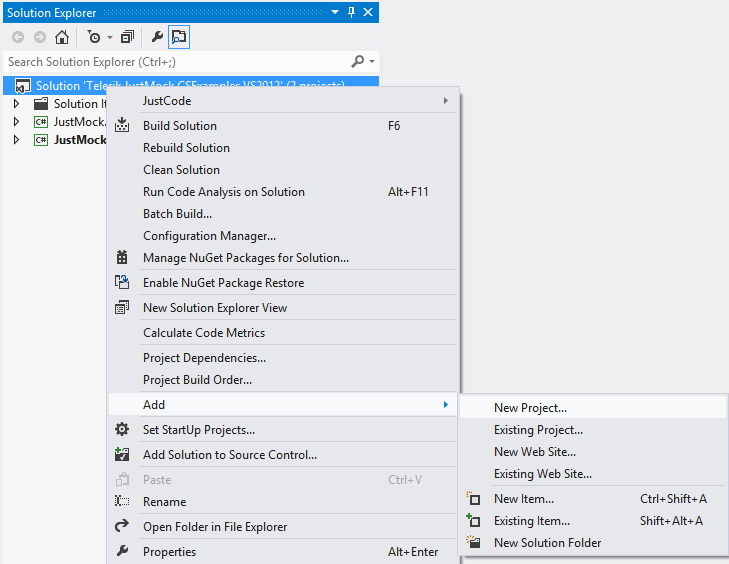 Solution Explorer
Search Solution Explorer (Ctrl+;)
Solution 'Telerik.JustMock.CSExamples.VS2012' (2 projects)
Solution It
JustMock.
JustMock
JustCode
Build Solution F6
Rebuild Solution
Clean Solution
Run Code Analysis on Solution Alt+F11
Batch Build...
Configuration Manager...
Manage NuGet Packages for Solution...
Enable NuGet Package Restore
New Solution Explorer View
Calculate Code Metrics
Project Dependencies...
Project Build Order...
Add
New Project...
Existing Project...
New Web Site...
Existing Web Site...
New Item... Ctrl+Shift+A
Existing Item... Shift+Alt+A
New Solution Folder
Set StartUp Projects...
Add Solution to Source Control...
Paste Ctrl+V
Rename
Open Folder in File Explorer
Properties Alt+Enter